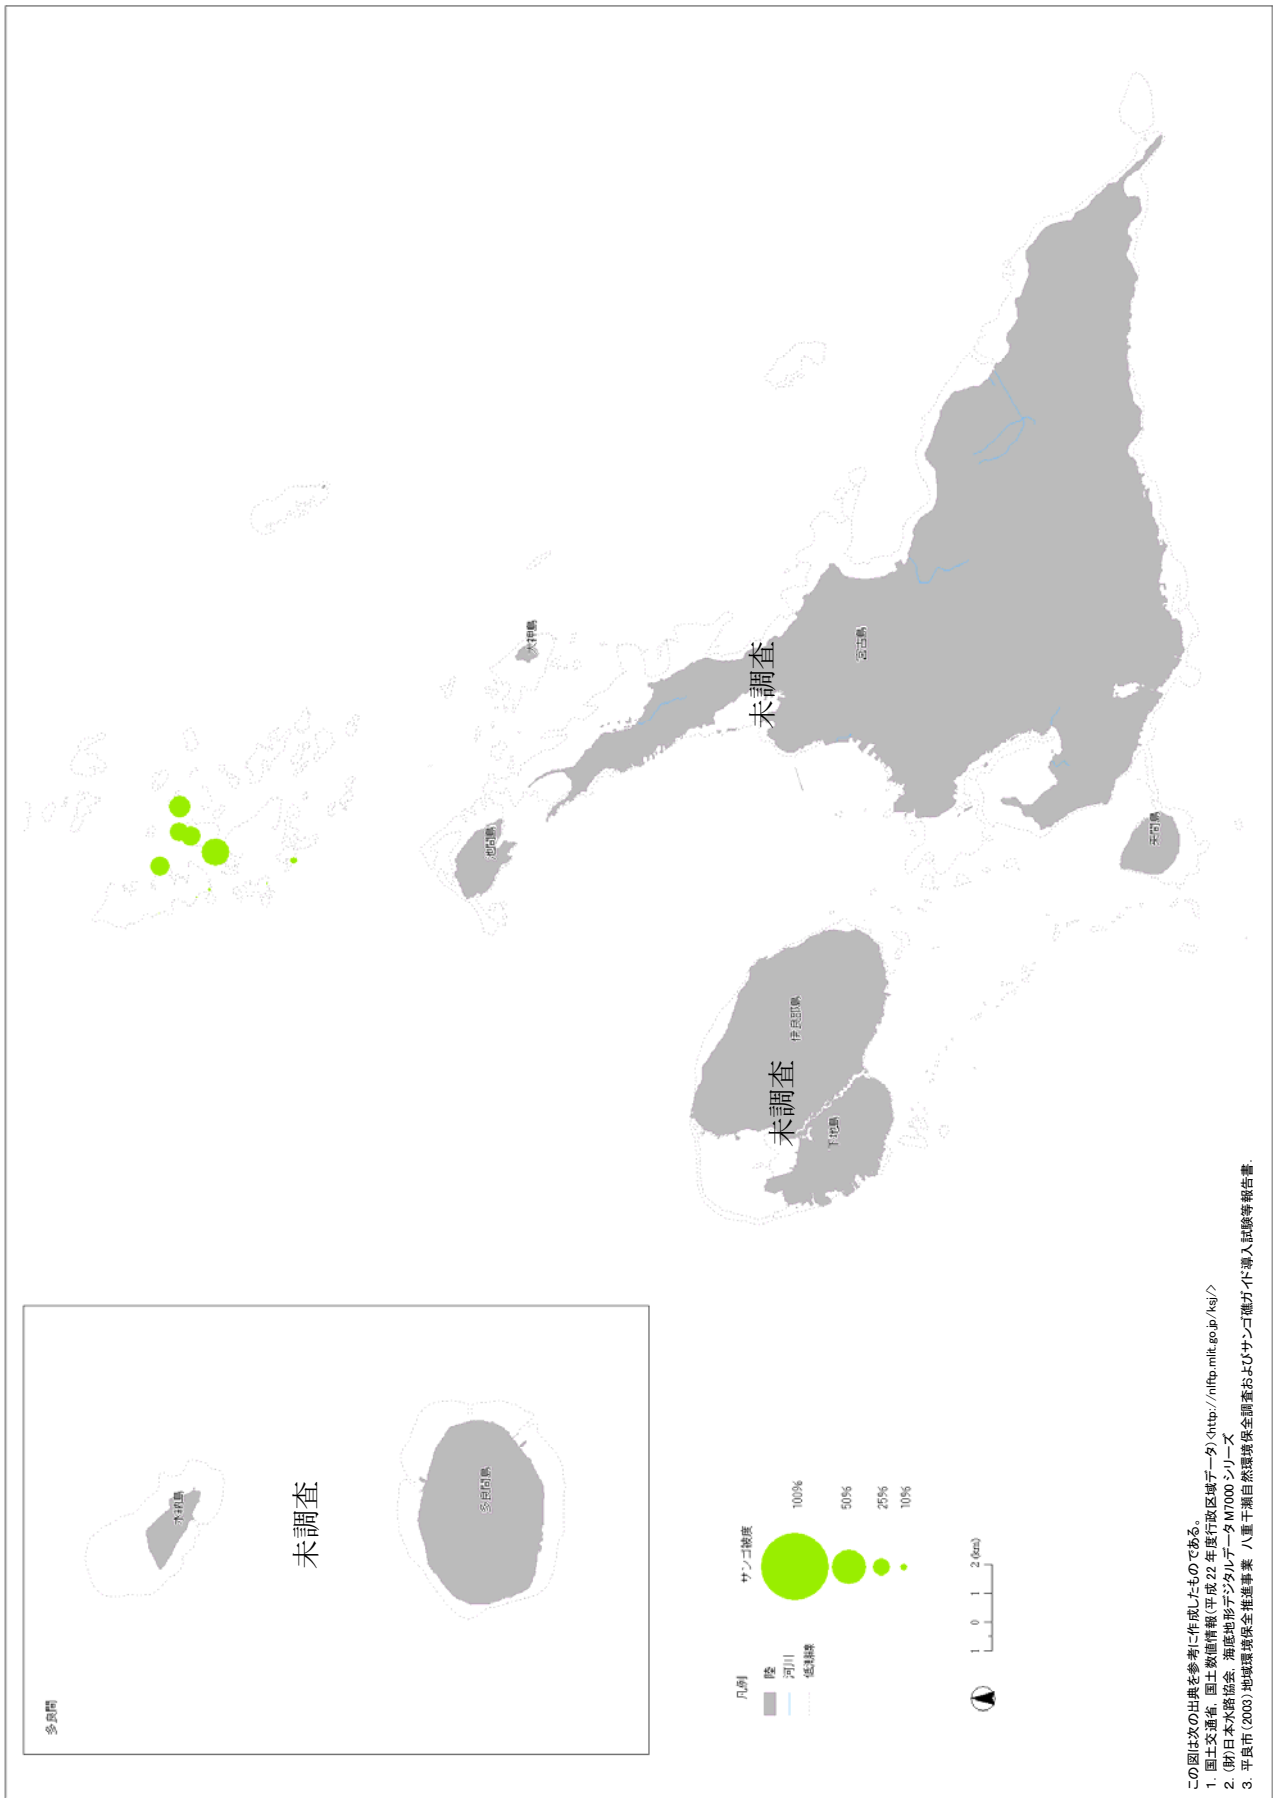 多良間
水納島
未調査
多良間島
大神島
池間島
未調査
宮古島
伊良部島
未調査
下地島
来間島
凡例
陸
河川
低潮線
サンゴ被度
100%
50%
25%
10%
1 0 1 2 (km)
この図は次の出典を参考に作成したものである。
1. 国土交通省, 国土数値情報(平成 22 年度行政区域データ) <http://nlftp.mlit.go.jp/ksj/>
2. (財)日本水路協会, 海底地形デジタルデータ M7000 シリーズ
3. 平良市(2003) 地域環境保全推進事業 八重干瀬自然環境保全調査およびサンゴ礁ガイド導入試験等報告書.